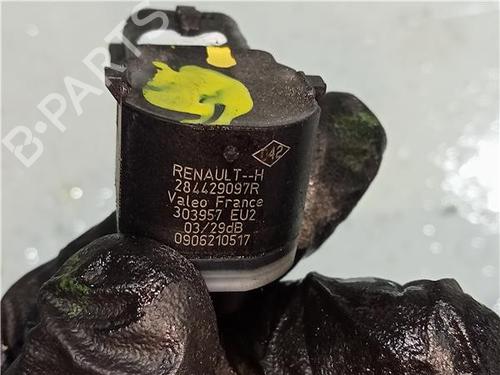 B-PARTS
RENAULT--H
284429097R
Valeo France
303957 EU2
03/29dB
0906210517